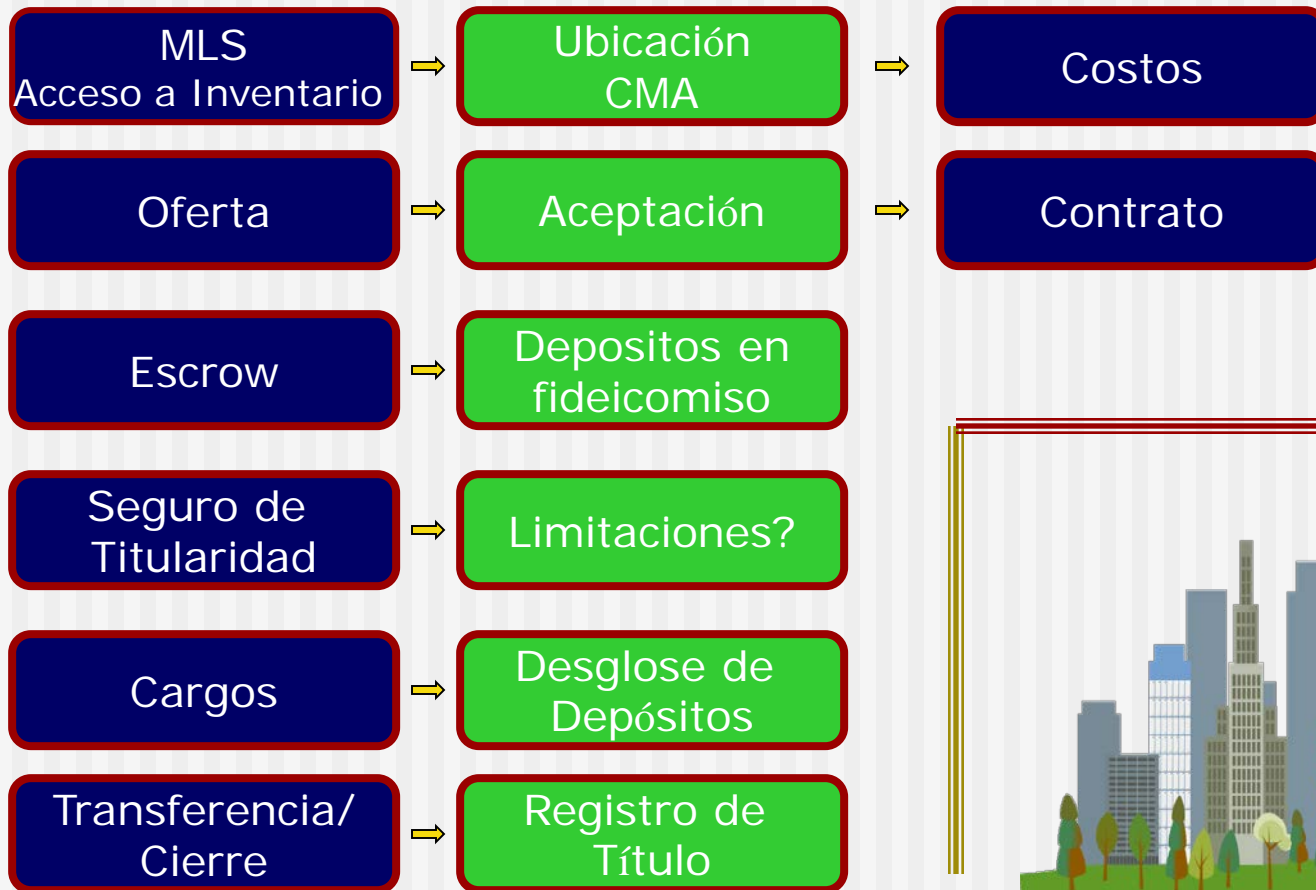 MLS
Acceso a Inventario
Ubicación
CMA
Costos
Oferta
Aceptación
Contrato
Escrow
Depositos en
fideicomiso
Seguro de
Titularidad
Limitaciones?
Cargos
Desglose de
Depósitos
Transferencia/
Cierre
Registro de
Título